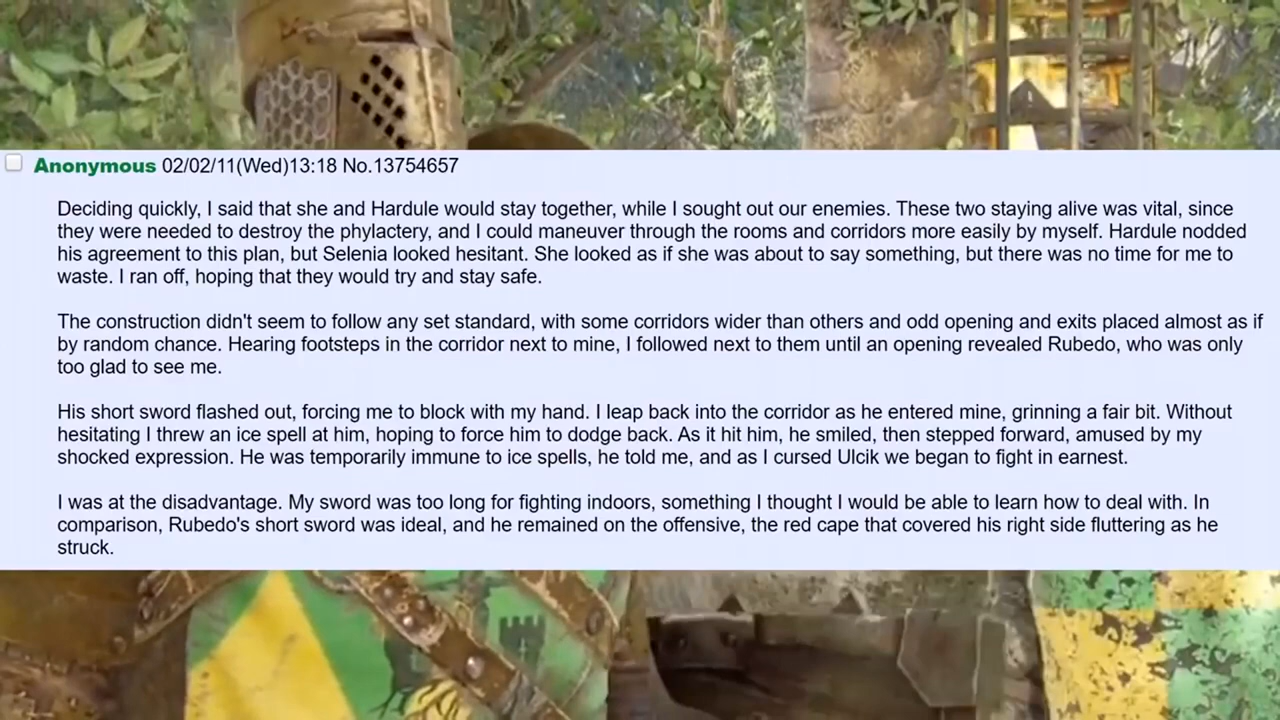 Anonymous 02/02/11(Wed)13:18 No.13754657
Deciding quickly, I said that she and Hardule would stay together, while I sought out our enemies. These two staying alive was vital, since
they were needed to destroy the phylactery, and I could maneuver through the rooms and corridors more easily by myself. Hardule nodded
his agreement to this plan, but Selenia looked hesitant. She looked as if she was about to say something, but there was no time for me to
waste. I ran off, hoping that they would try and stay safe.
The construction didn't seem to follow any set standard, with some corridors wider than others and odd opening and exits placed almost as if
by random chance. Hearing footsteps in the corridor next to mine, I followed next to them until an opening revealed Rubedo, who was only
too glad to see me.
His short sword flashed out, forcing me to block with my hand. I leap back into the corridor as he entered mine, grinning a fair bit. Without
hesitating I threw an ice spell at him, hoping to force him to dodge back. As it hit him, he smiled, then stepped forward, amused by my
shocked expression. He was temporarily immune to ice spells, he told me, and as I cursed Ulcik we began to fight in earnest.
I was at the disadvantage. My sword was too long for fighting indoors, something I thought I would be able to learn how to deal with. In
comparison, Rubedo's short sword was ideal, and he remained on the offensive, the red cape that covered his right side fluttering as he
struck.